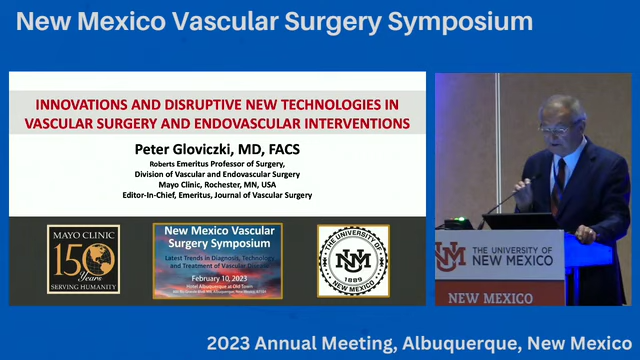 New Mexico Vascular Surgery Symposium
INNOVATIONS AND DISRUPTIVE NEW TECHNOLOGIES IN
VASCULAR SURGERY AND ENDOVASCULAR INTERVENTIONS
Peter Gloviczki, MD, FACS
Roberts Emeritus Professor of Surgery,
Division of Vascular and Endovascular Surgery
Mayo Clinic, Rochester, MN, USA
Editor-In-Chief, Emeritus, Journal of Vascular Surgery
MAYO CLINIC
150
Years
SERVING HUMANITY
New Mexico Vascular
Surgery Symposium
Latest Trends in Diagnosis, Technology
and Treatment of Vascular Disease
February 10, 2023
Hotel Albuquerque at Old Town
THE UNIVERSITY OF
NM
1889
NEW MEXICO
NM
THE UNIVERSITY OF
NEW MEXICO
NEW MEXICO
2023 Annual Meeting, Albuquerque, New Mexico